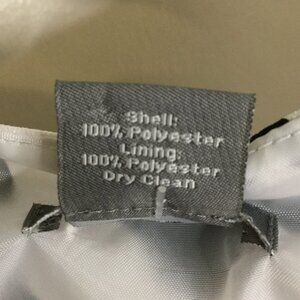 Shell:
100% Polyester
Lining:
100% Polyester
Dry Clean